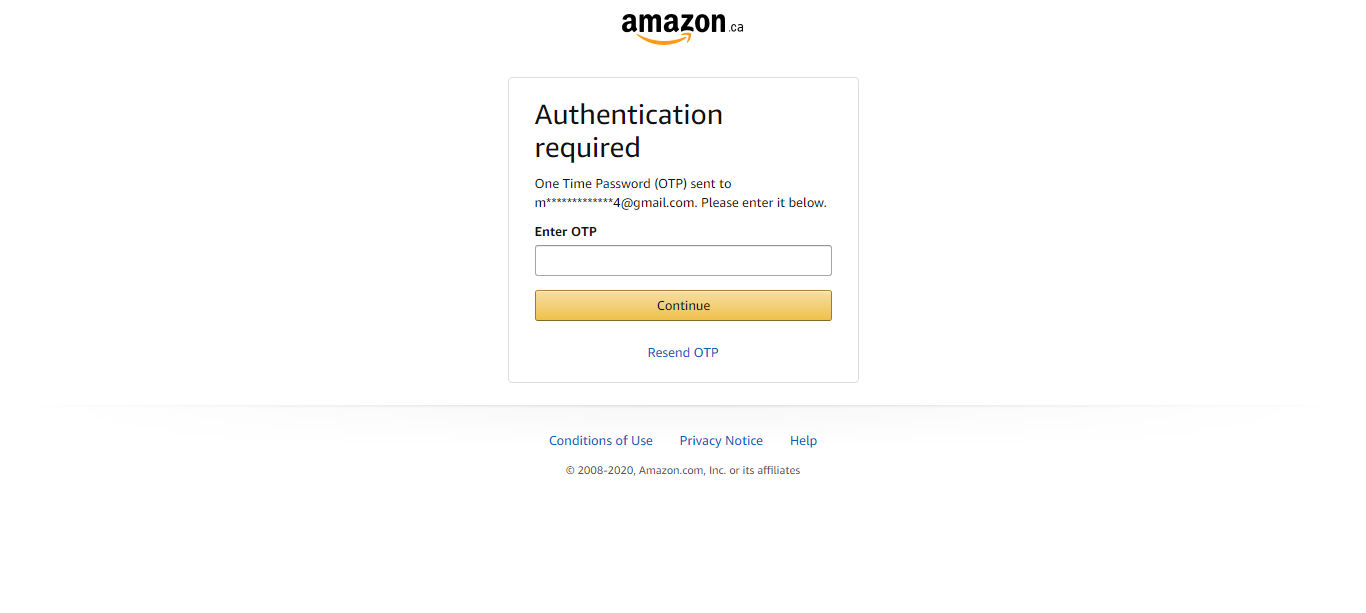 amazon.ca
Authentication
required
One Time Password (OTP) sent to
m*************4@gmail.com. Please enter it below.
Enter OTP
Continue
Resend OTP
Conditions of Use Privacy Notice Help
© 2008-2020, Amazon.com, Inc. or its affiliates